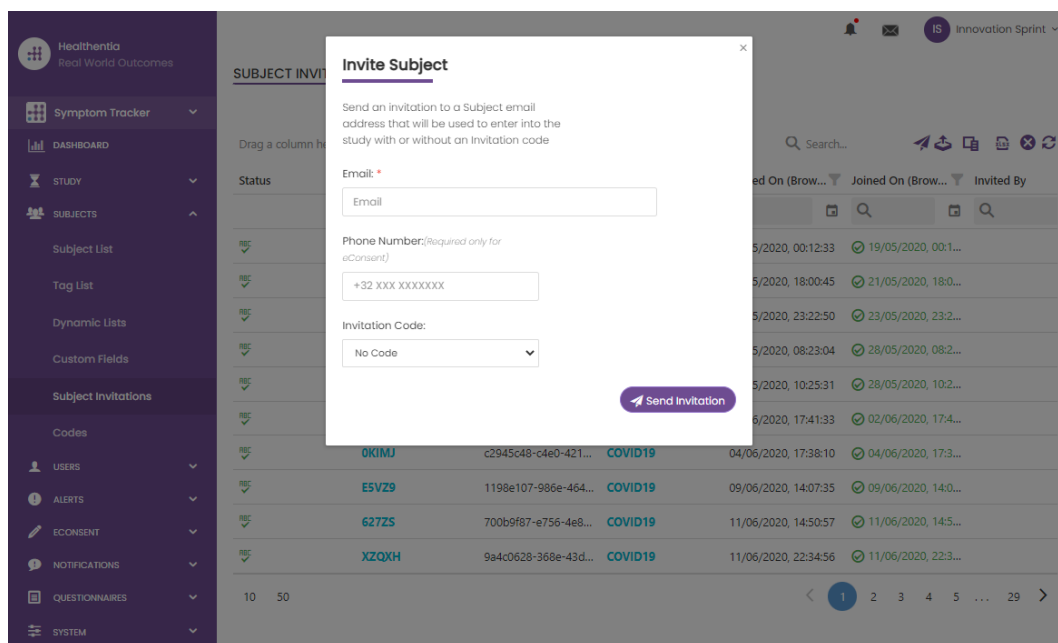 Healthentia
Real World Outcomes
Symptom Tracker
DASHBOARD
STUDY
SUBJECTS
Subject List
Tag List
Dynamic Lists
Custom Fields
Subject Invitations
Codes
USERS
ALERTS
ECONSENT
NOTIFICATIONS
QUESTIONNAIRES
SYSTEM
IS Innovation Sprint
SUBJECT INVIT
Drag a column he
Search...
Status
ed On (Brow...
Joined On (Brow...
Invited By
5/2020, 00:12:33 19/05/2020, 00:1...
5/2020, 18:00:45 21/05/2020, 18:0...
5/2020, 23:22:50 23/05/2020, 23:2...
5/2020, 08:23:04 28/05/2020, 08:2...
5/2020, 10:25:31 28/05/2020, 10:2...
6/2020, 17:41:33 02/06/2020, 17:4...
0KIMJ c2945c48-c4e0-421... COVID19 04/06/2020, 17:38:10 04/06/2020, 17:3...
E5VZ9 1198e107-986e-464... COVID19 09/06/2020, 14:07:35 09/06/2020, 14:0...
627ZS 700b9f87-e756-4e8... COVID19 11/06/2020, 14:50:57 11/06/2020, 14:5...
XZQXH 9a4c0628-368e-43d... COVID19 11/06/2020, 22:34:56 11/06/2020, 22:3...
10 50
1 2 3 4 5 ... 29
Invite Subject
Send an invitation to a Subject email
address that will be used to enter into the
study with or without an Invitation code
Email: *
Email
Phone Number:(Required only for
eConsent)
+32 XXX XXXXXXX
Invitation Code:
No Code
Send Invitation